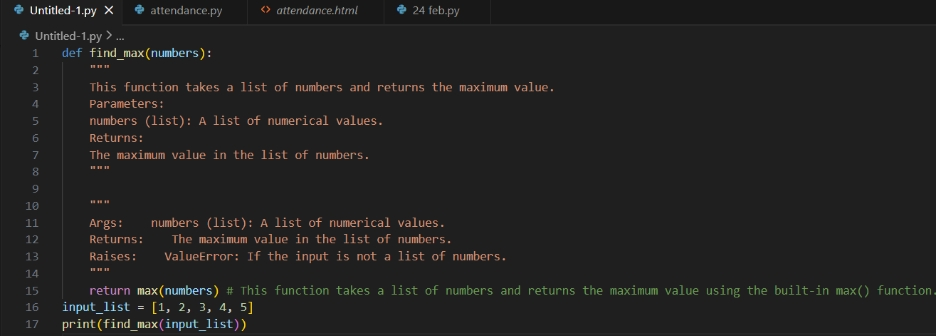 Untitled-1.py
attendance.py
<> attendance.html
24 feb.py
Untitled-1.py > ...
1 def find_max(numbers):
2 """
3 This function takes a list of numbers and returns the maximum value.
4 Parameters:
5 numbers (list): A list of numerical values.
6 Returns:
7 The maximum value in the list of numbers.
8 """
9
10 """
11 Args:    numbers (list): A list of numerical values.
12 Returns:    The maximum value in the list of numbers.
13 Raises:    ValueError: If the input is not a list of numbers.
14 """
15 return max(numbers) # This function takes a list of numbers and returns the maximum value using the built-in max() function.
16 input_list = [1, 2, 3, 4, 5]
17 print(find_max(input_list))